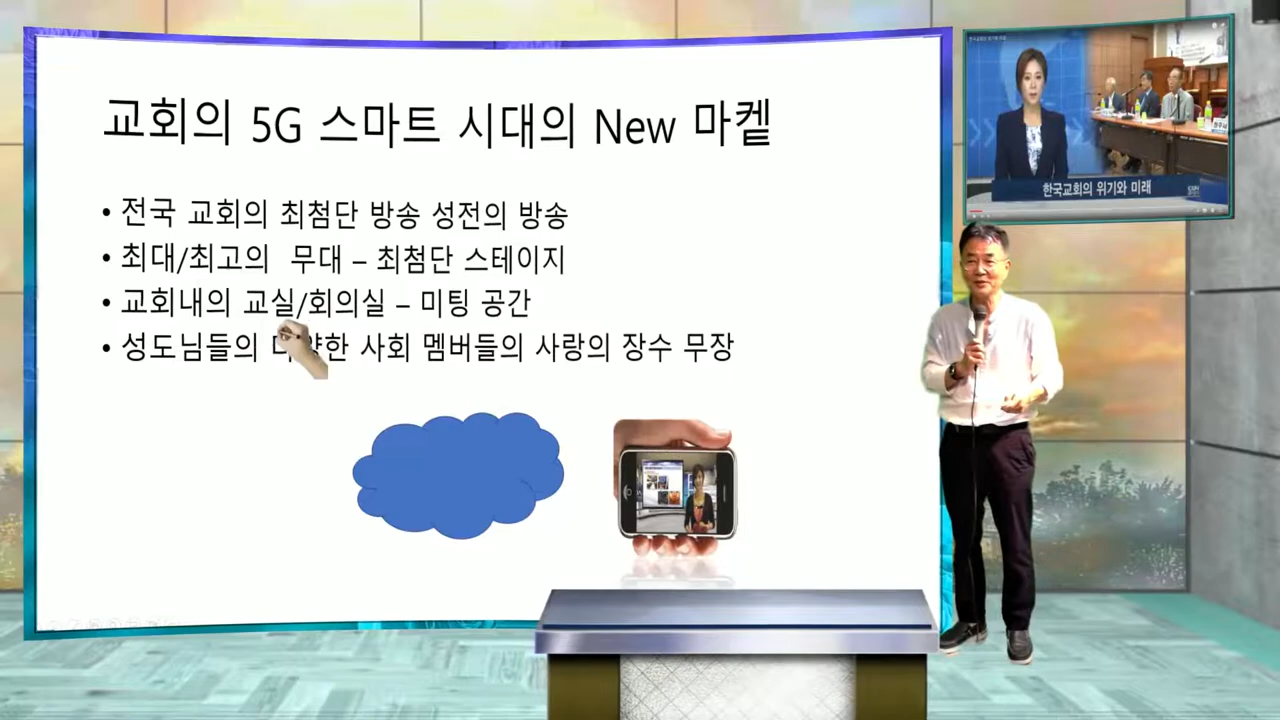 교회의 5G 스마트 시대의 New 마켙
• 전국 교회의 최첨단 방송 성전의 방송
• 최대/최고의 무대 – 최첨단 스테이지
• 교회내의 교실/회의실 – 미팅 공간
• 성도님들의 다양한 사회 멤버들의 사랑의 장수 무장
한국교회의 위기와 미래